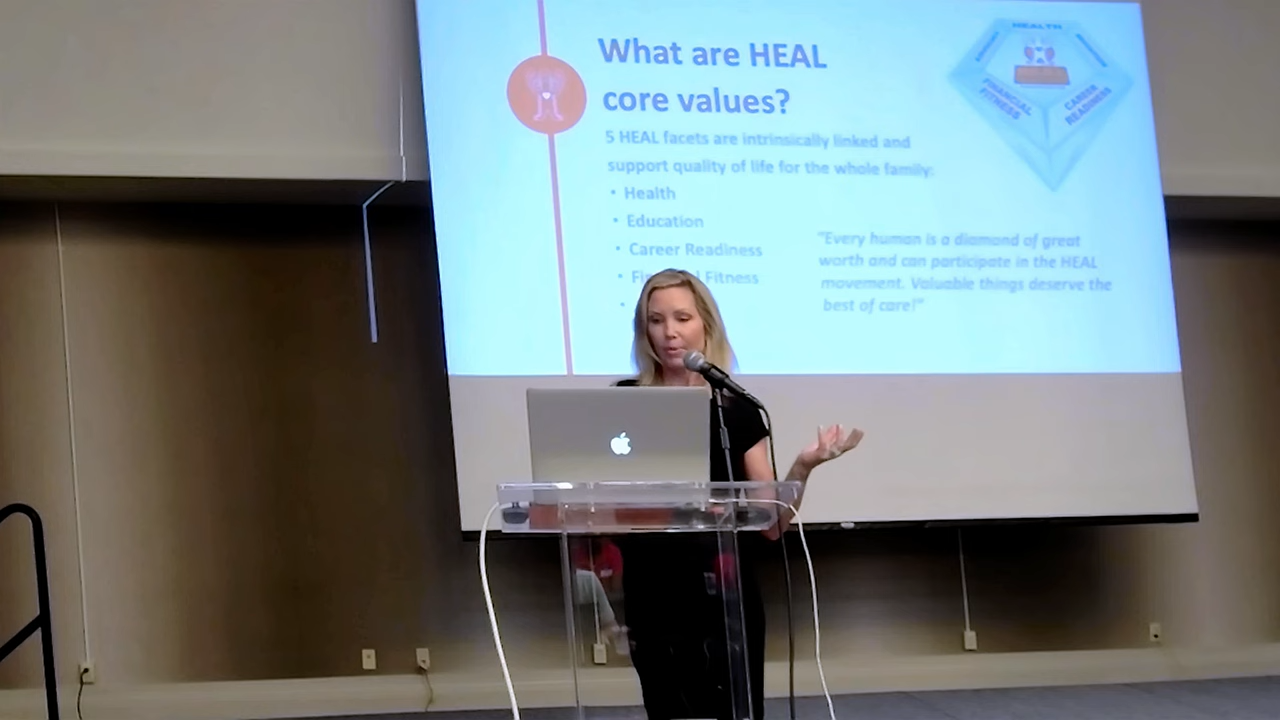 What are HEAL
core values?
5 HEAL facets are intrinsically linked and
support quality of life for the whole family:
• Health
• Education
• Career Readiness
• Fitness
•
"Every human is a diamond of great
worth and can participate in the HEAL
movement. Valuable things deserve the
best of care!"
HEALTH
FINANCIAL
FITNESS
CAREER
READINESS